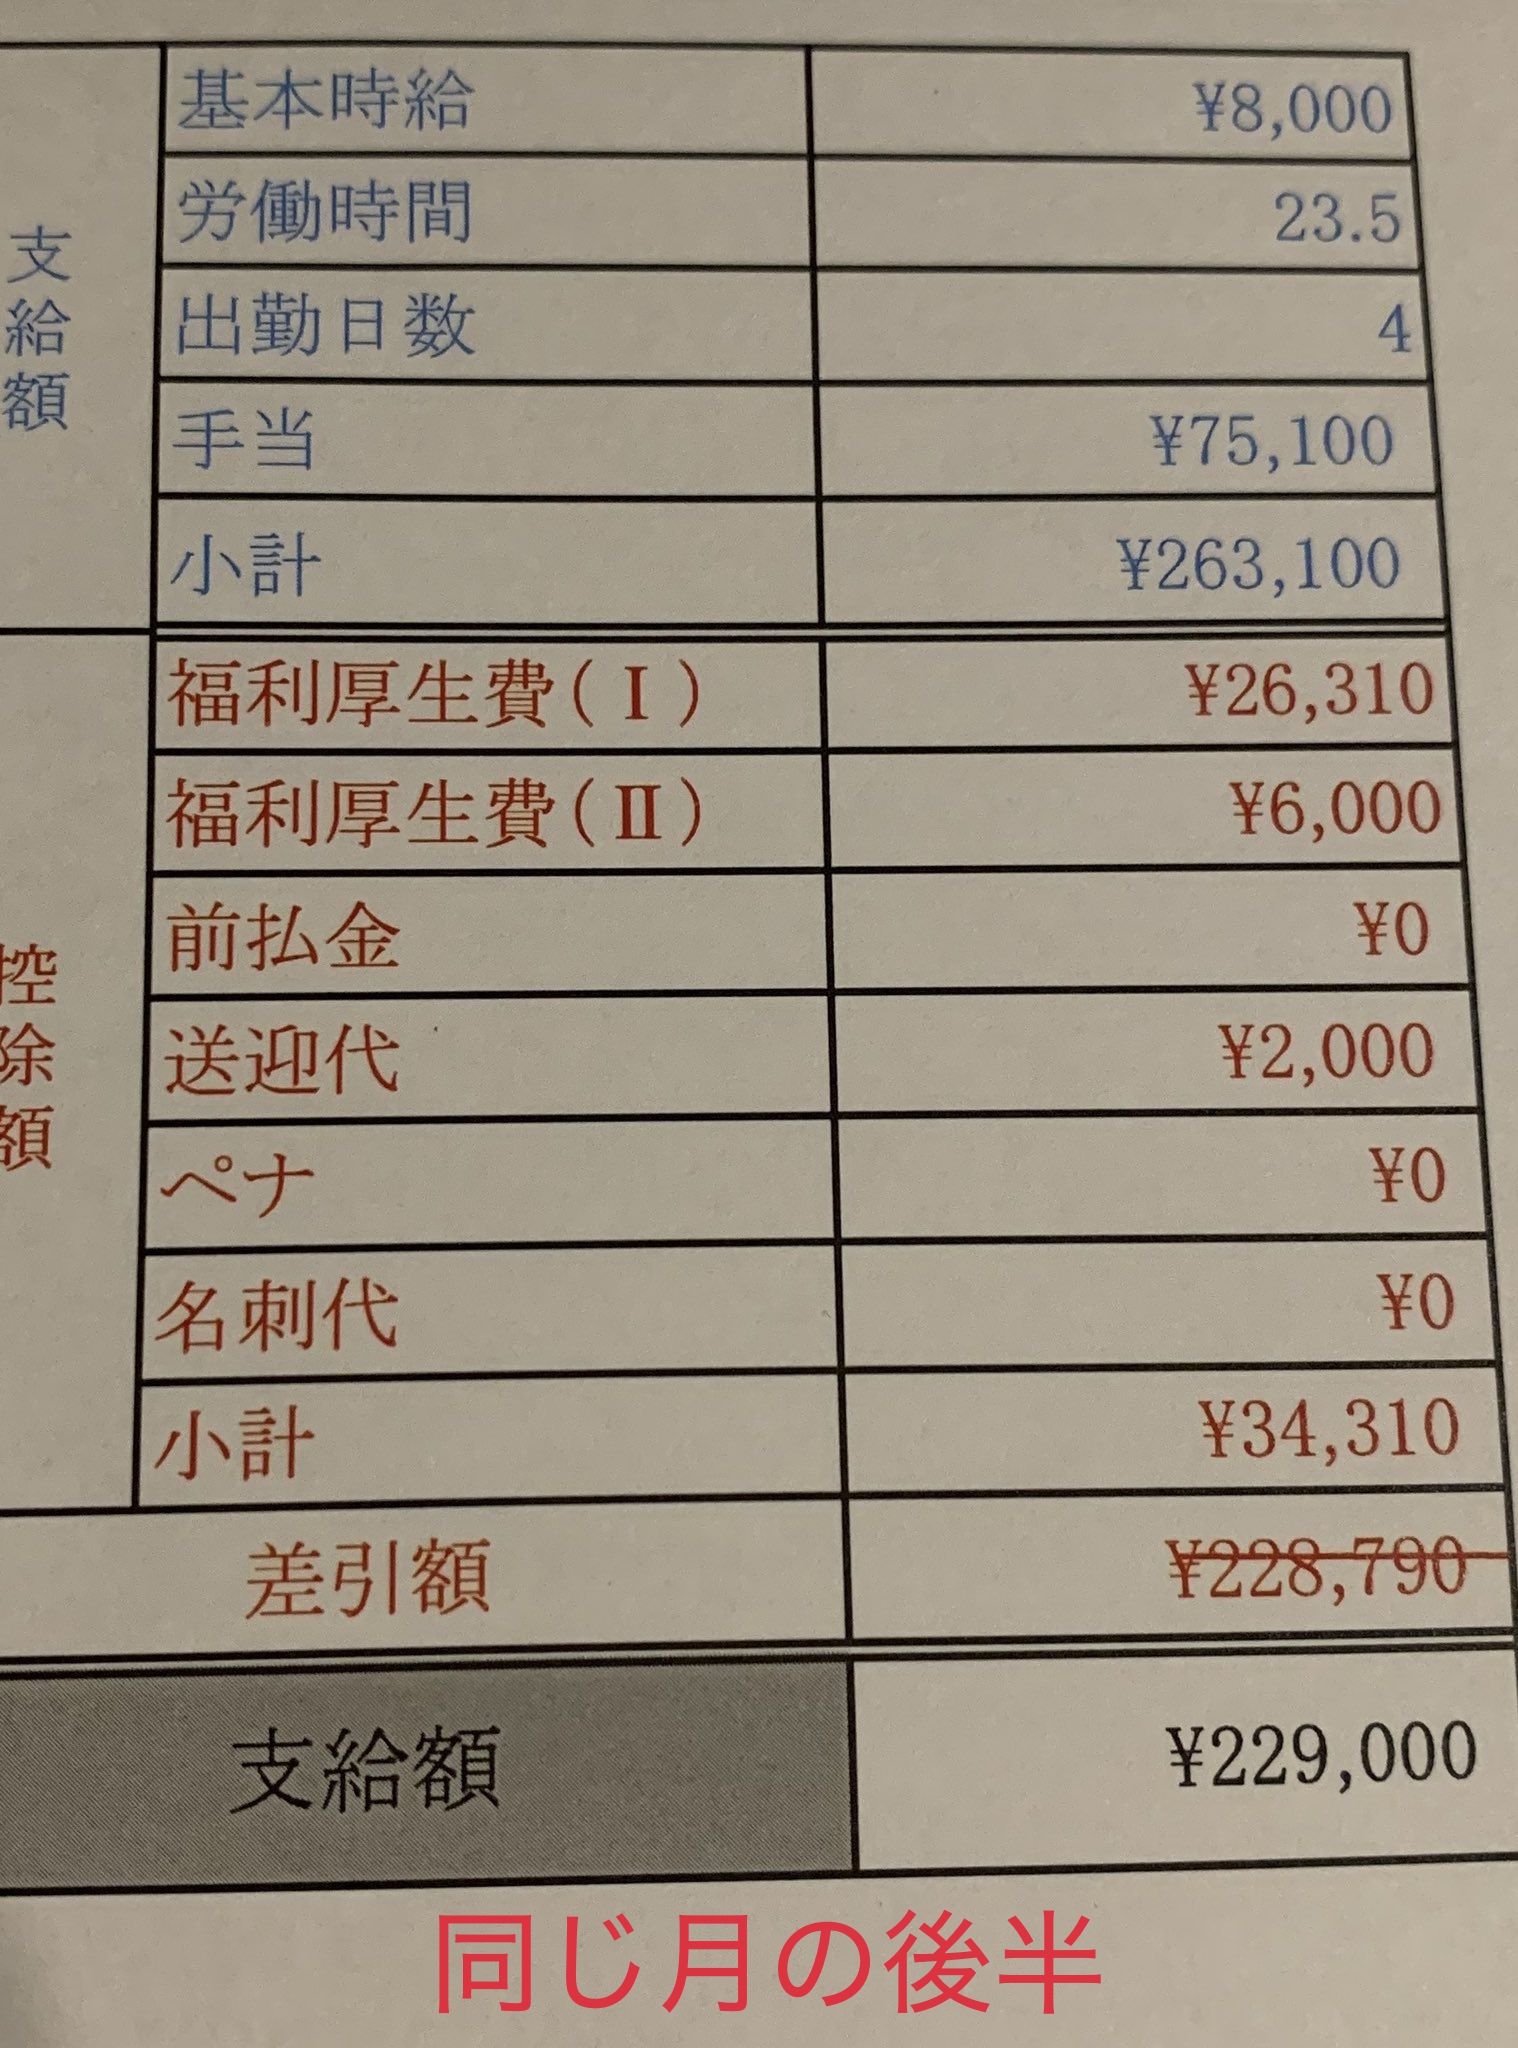 支給額
基本時給 ¥8,000
労働時間 23.5
出勤日数 4
手当 ¥75,100
小計 ¥263,100
控除額
福利厚生費(Ⅰ) ¥26,310
福利厚生費(Ⅱ) ¥6,000
前払金 ¥0
送迎代 ¥2,000
ペナ ¥0
名刺代 ¥0
小計 ¥34,310
差引額 ¥228,790
支給額 ¥229,000
同じ月の後半